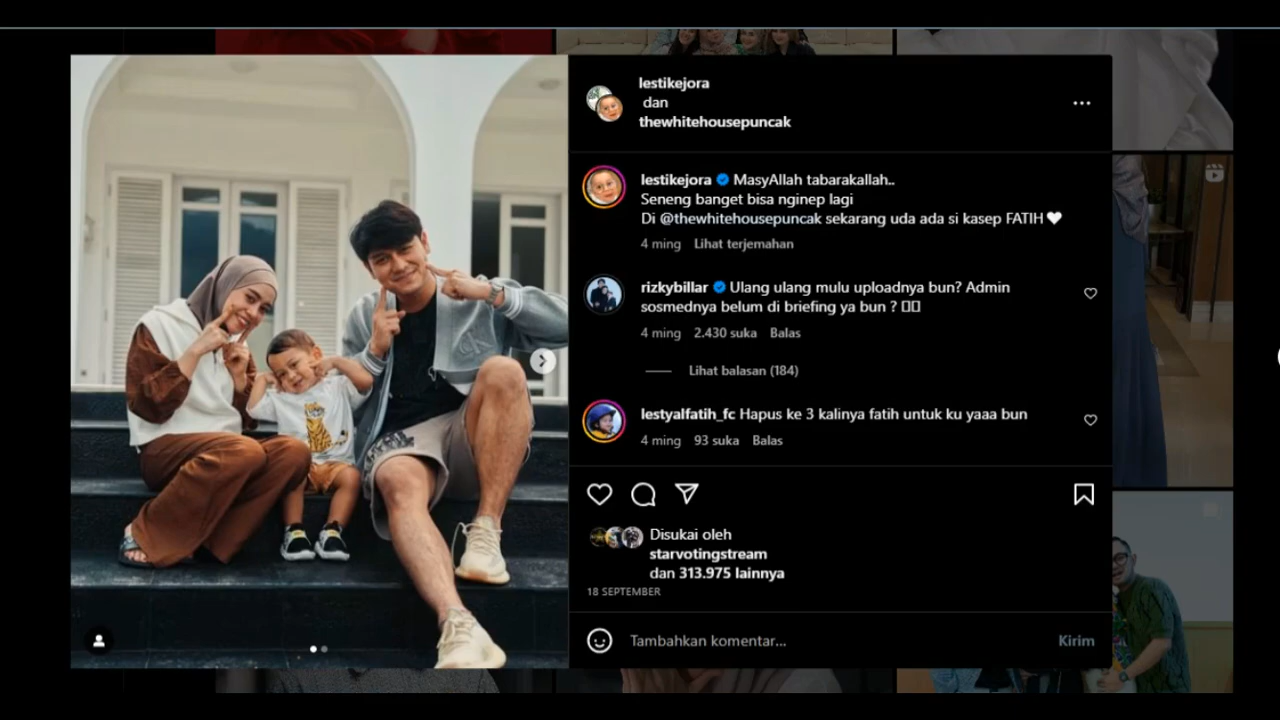 lestikejora
dan
thewhitehousepuncak
lestikejora MasyAllah tabarakallah..
Seneng banget bisa nginep lagi
Di @thewhitehousepuncak sekarang uda ada si kasep FATIH
4 ming Lihat terjemahan
rizkybillar Ulang ulang mulu uploadnya bun? Admin
sosmednya belum di briefing ya bun ?
4 ming 2.430 suka Balas
Lihat balasan (184)
lestyalfatih_fc Hapus ke 3 kalinya fatih untuk ku yaaa bun
4 ming 93 suka Balas
Disukai oleh
starvotingstream
dan 313.975 lainnya
18 SEPTEMBER
Tambahkan komentar... Kirim